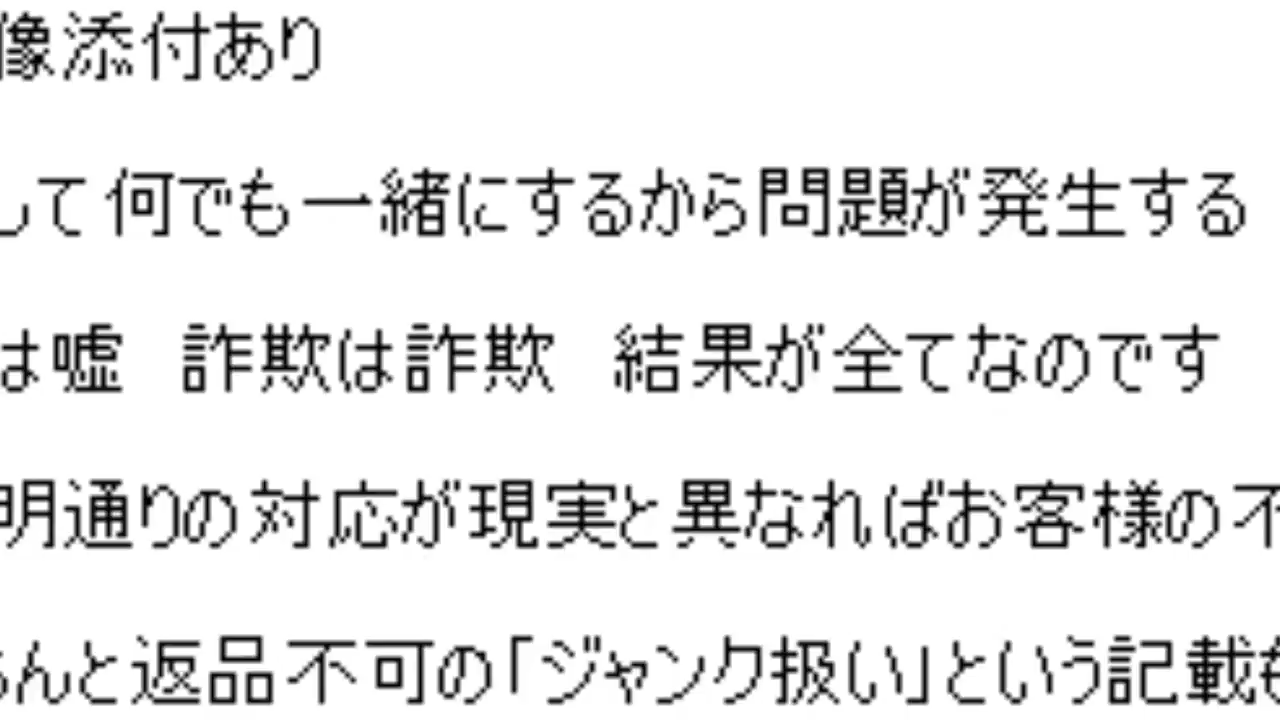 像添付あり
して何でも一緒にするから問題が発生する
は嘘　詐欺は詐欺　結果が全てなのです
明通りの対応が現実と異なればお客様の不
んと返品不可の「ジャンク扱い」という記載も